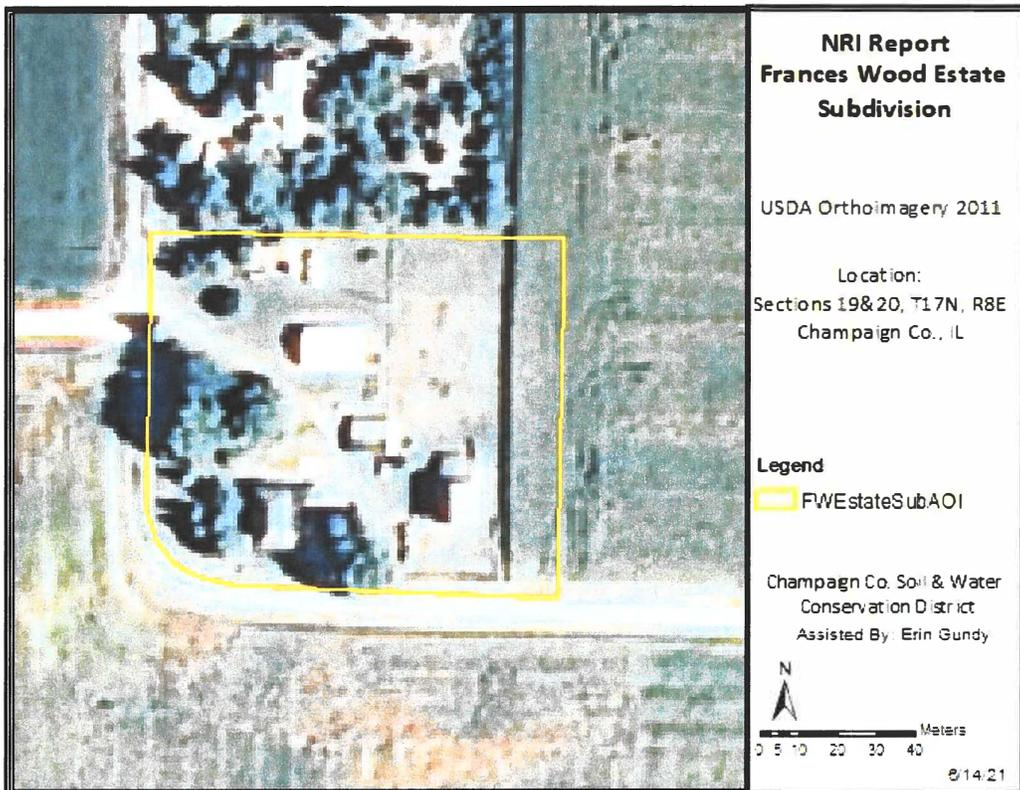 NRI Report
Frances Wood Estate
Subdivision
USDA Orthoimagery 2011
Location:
Sections 19&20, T17N, R8E
Champaign Co., IL
Legend
FWEstateSubAOI
Champaign Co. Soil & Water
Conservation District
Assisted By: Erin Gundy
N
Meters
0 5 10 20 30 40
6/14/21